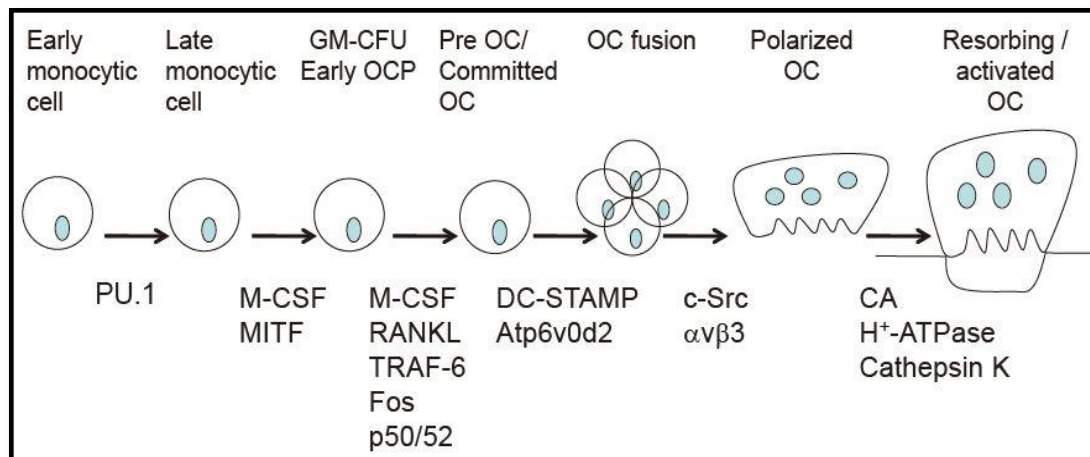 Early
monocytic
cell
Late
monocytic
cell
GM-CFU
Early OCP
Pre OC/
Committed
OC
OC fusion
Polarized
OC
Resorbing /
activated
OC
PU.1
M-CSF
MITF
M-CSF
RANKL
TRAF-6
Fos
p50/52
DC-STAMP
Atp6v0d2
c-Src
αvβ3
CA
H⁺-ATPase
Cathepsin K